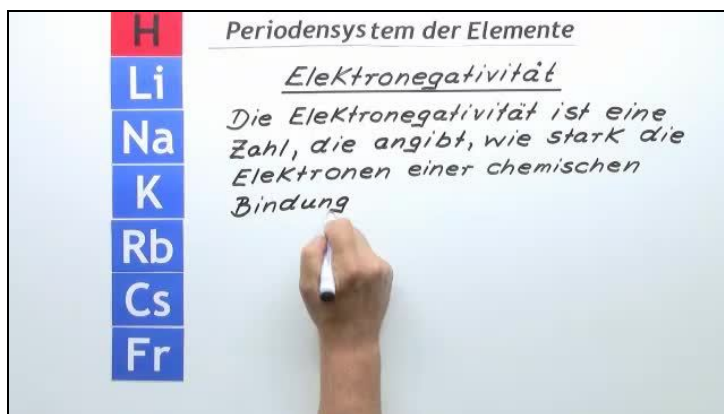 H
Li
Na
K
Rb
Cs
Fr
Periodensystem der Elemente
Elektronegativität
Die Elektronegativität ist eine
Zahl, die angibt, wie stark die
Elektronen einer chemischen
Bindung